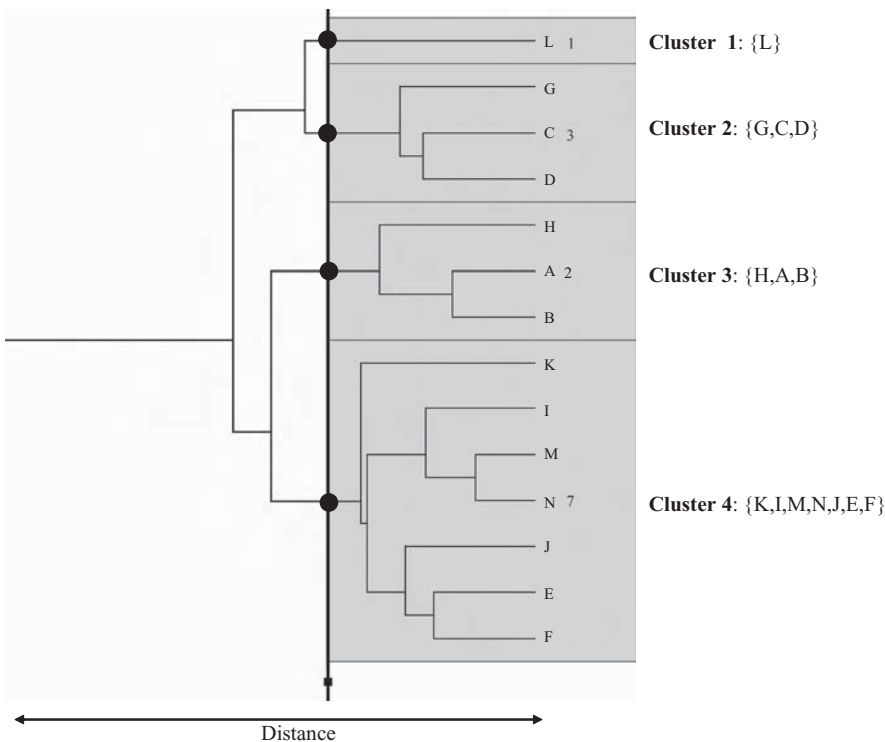 L 1
Cluster 1: {L}
G
C 3
Cluster 2: {G,C,D}
D
H
A 2
Cluster 3: {H,A,B}
B
K
I
M
N 7
Cluster 4: {K,I,M,N,J,E,F}
J
E
F
Distance